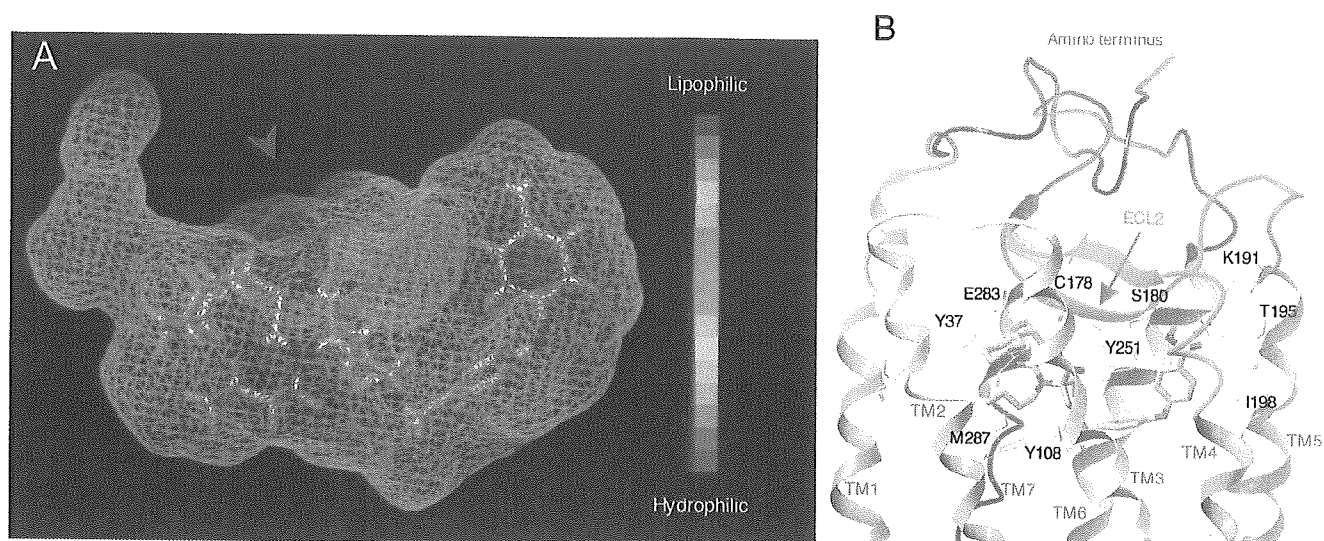 A
Lipophilic
Hydrophilic
B
Amino terminus
ECL2
K191
C178
E283
S180
T195
Y37
Y251
I198
TM2
M287
Y108
TM4
TM5
TM1
TM7
TM3
TM6